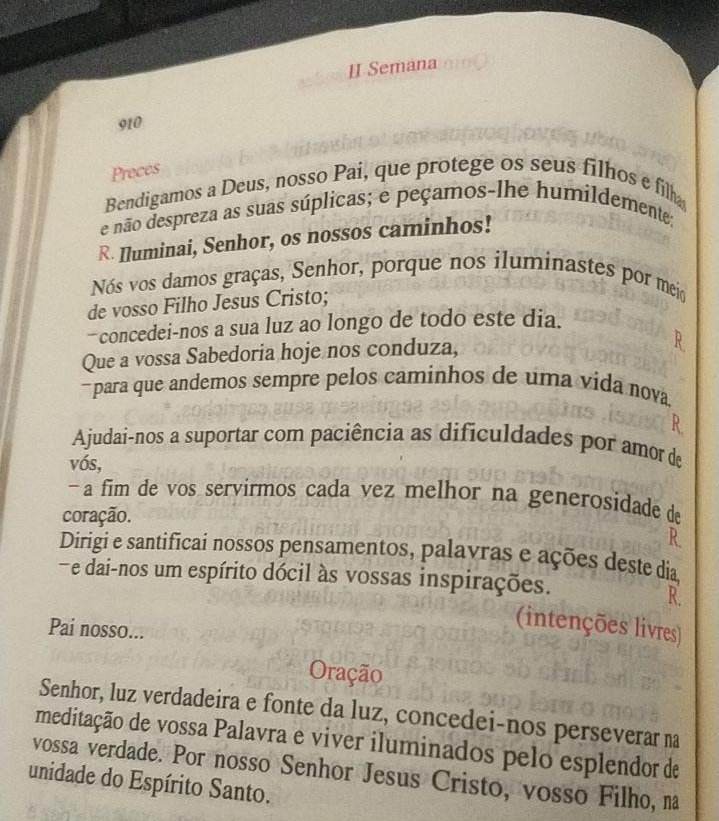 II Semana
910
Preces
Bendigamos a Deus, nosso Pai, que protege os seus filhos e filhas
e não despreza as suas súplicas; e peçamos-lhe humildemente:
R. Iluminai, Senhor, os nossos caminhos!
Nós vos damos graças, Senhor, porque nos iluminastes por meio
de vosso Filho Jesus Cristo;
–concedei-nos a sua luz ao longo de todo este dia.
R.
Que a vossa Sabedoria hoje nos conduza,
–para que andemos sempre pelos caminhos de uma vida nova.
R.
Ajudai-nos a suportar com paciência as dificuldades por amor de
vós,
–a fim de vos servirmos cada vez melhor na generosidade de
coração.
R.
Dirigi e santificai nossos pensamentos, palavras e ações deste dia,
–e dai-nos um espírito dócil às vossas inspirações.
R.
(intenções livres)
Pai nosso...
Oração
Senhor, luz verdadeira e fonte da luz, concedei-nos perseverar na
meditação de vossa Palavra e viver iluminados pelo esplendor de
vossa verdade. Por nosso Senhor Jesus Cristo, vosso Filho, na
unidade do Espírito Santo.